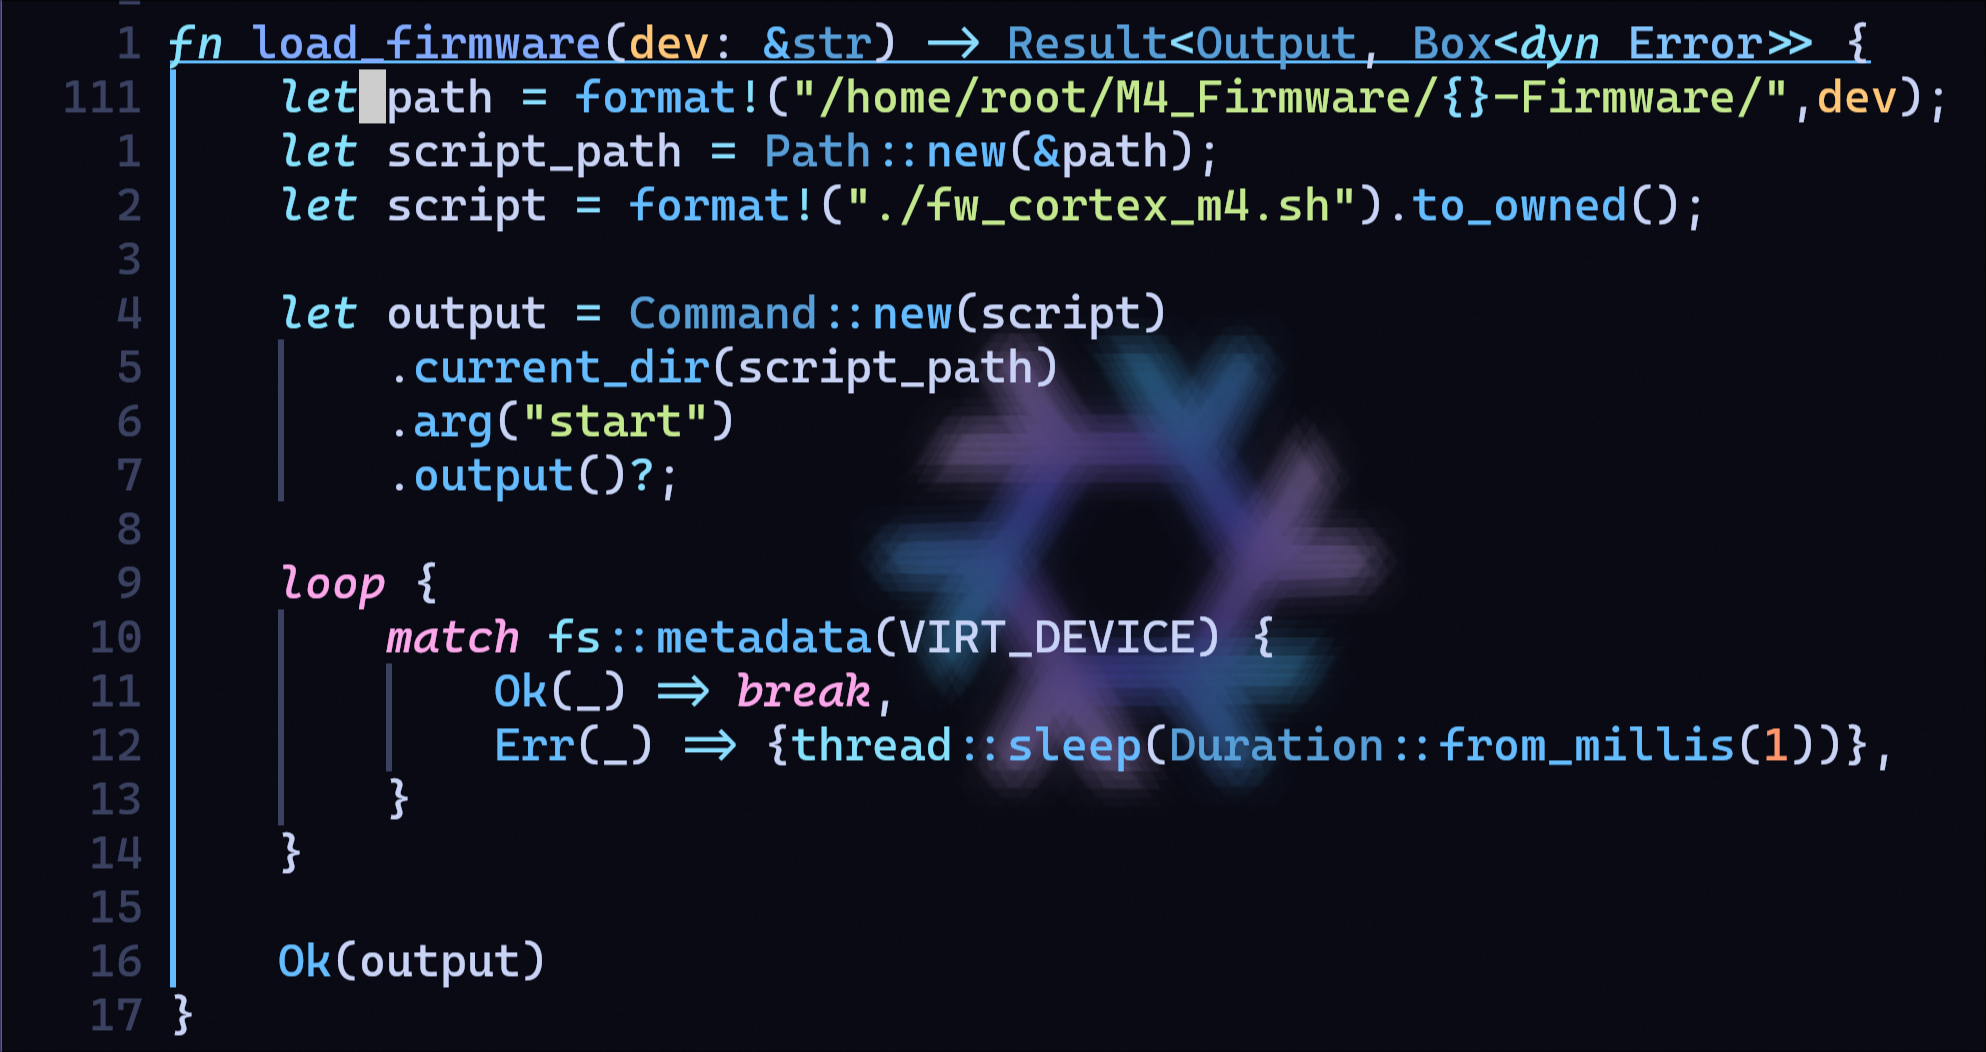 1 fn load_firmware(dev: &str) -> Result<Output, Box<dyn Error>> {
111 let path = format!("/home/root/M4_Firmware/{}-Firmware/",dev);
1 let script_path = Path::new(&path);
2 let script = format!("./fw_cortex_m4.sh").to_owned();
3
4 let output = Command::new(script)
5 .current_dir(script_path)
6 .arg("start")
7 .output()?;
8
9 loop {
10 match fs::metadata(VIRT_DEVICE) {
11 Ok(_) => break,
12 Err(_) => {thread::sleep(Duration::from_millis(1))},
13 }
14 }
15
16 Ok(output)
17 }